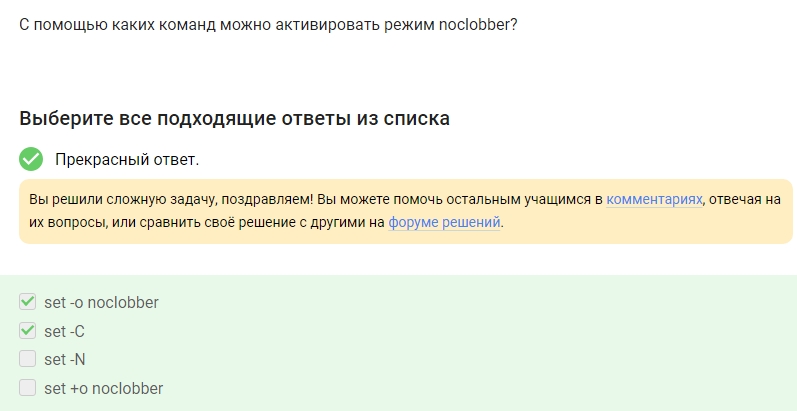 С помощью каких команд можно активировать режим noclobber?
Выберите все подходящие ответы из списка
Прекрасный ответ.
Вы решили сложную задачу, поздравляем! Вы можете помочь остальным учащимся в комментариях, отвечая на
их вопросы, или сравнить своё решение с другими на форуме решений.
set -o noclobber
set -C
set -N
set +o noclobber